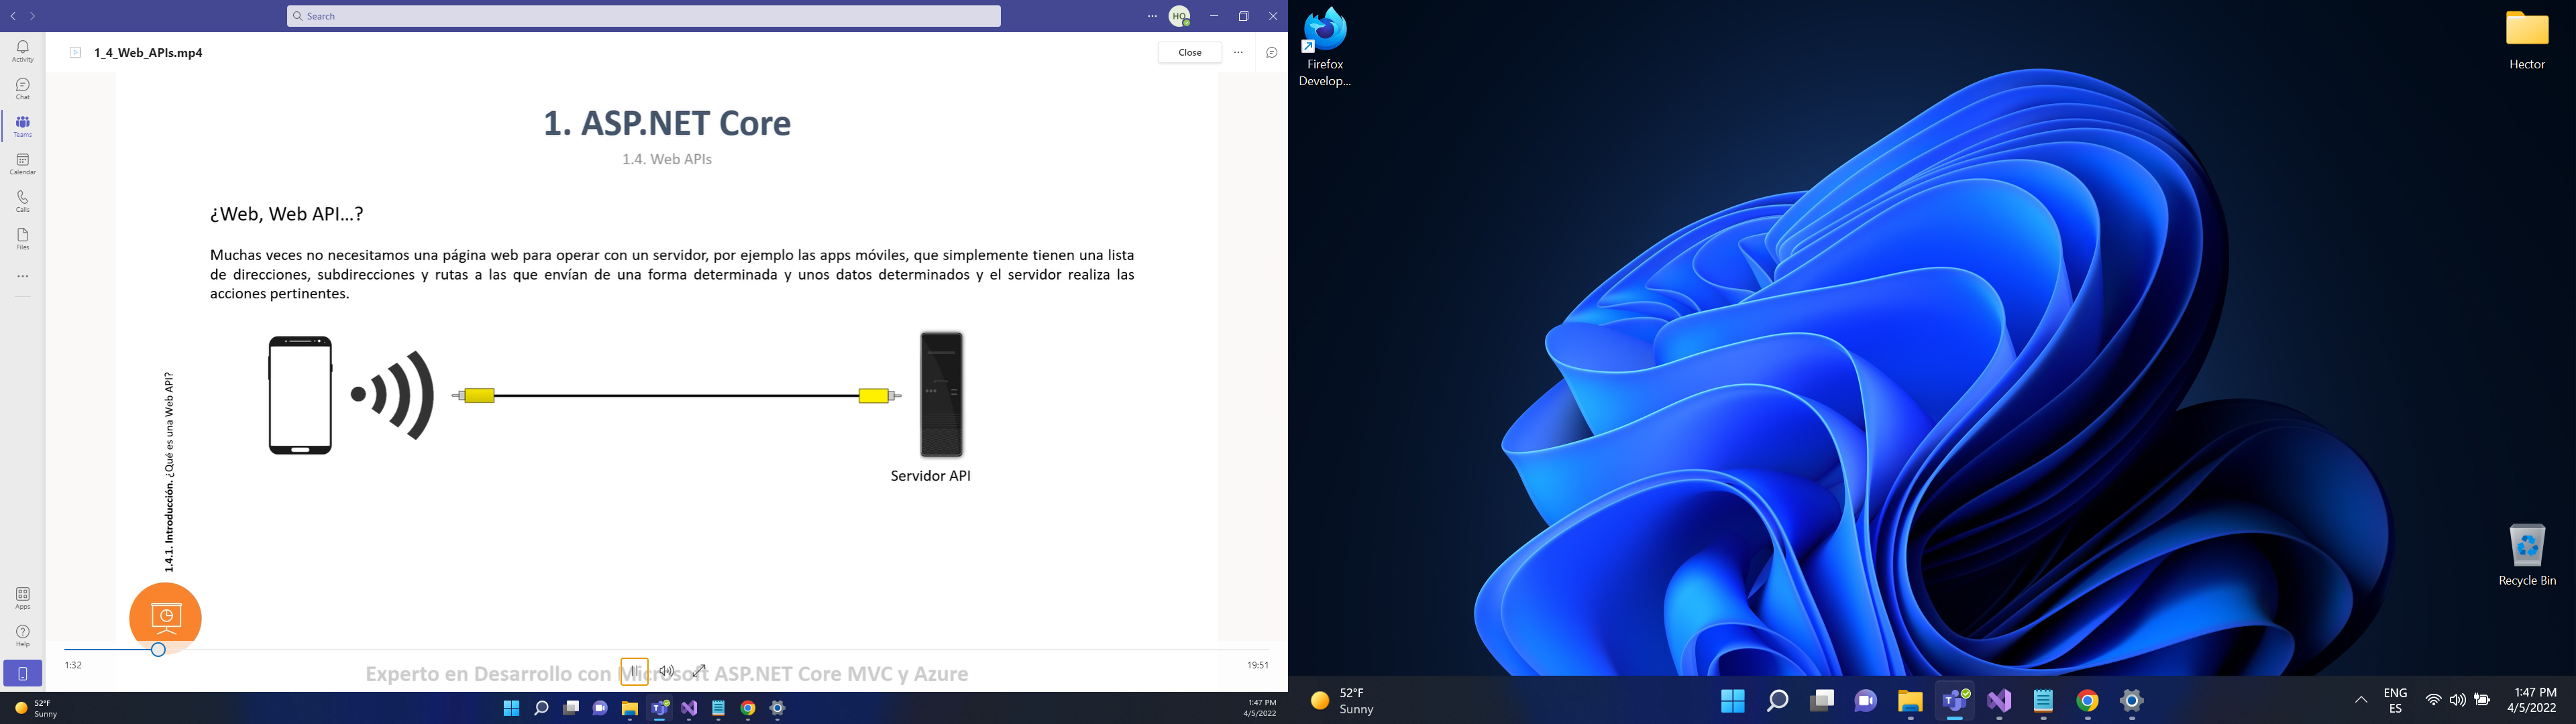 Search
HQ
Activity
Chat
Teams
Calendar
Calls
Files
Apps
Help
1_4_Web_APIs.mp4
Close
1. ASP.NET Core
1.4. Web APIs
¿Web, Web API...?
Muchas veces no necesitamos una página web para operar con un servidor, por ejemplo las apps móviles, que simplemente tienen una lista
de direcciones, subdirecciones y rutas a las que envían de una forma determinada y unos datos determinados y el servidor realiza las
acciones pertinentes.
1.4.1. Introducción. ¿Qué es una Web API?
Servidor API
1:32
19:51
Experto en Desarrollo con Microsoft ASP.NET Core MVC y Azure
52°F
Sunny
1:47 PM
4/5/2022
Firefox
Develop...
Hector
Recycle Bin
52°F
Sunny
ENG
ES
1:47 PM
4/5/2022